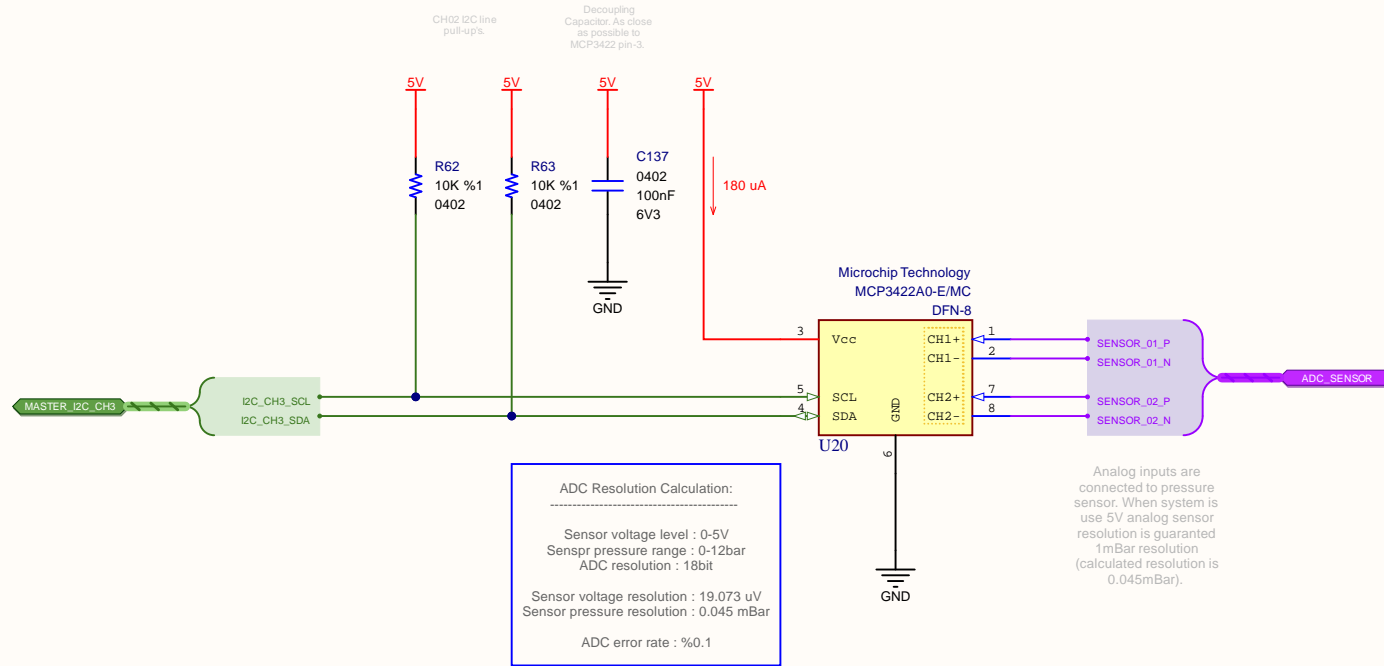 CH02 I2C line
pull-up's.
Decoupling
Capacitor. As close
as possible to
MCP3422 pin-3.
5V
5V
5V
5V
R62
10K %1
0402
R63
10K %1
0402
C137
0402
100nF
6V3
180 uA
GND
Microchip Technology
MCP3422A0-E/MC
DFN-8
3
Vcc
5
SCL
4
SDA
GND
6
CH1+
1
CH1-
2
CH2+
7
CH2-
8
U20
MASTER_I2C_CH3
I2C_CH3_SCL
I2C_CH3_SDA
SENSOR_01_P
SENSOR_01_N
SENSOR_02_P
SENSOR_02_N
ADC_SENSOR
GND
ADC Resolution Calculation:
------------------------------------------
Sensor voltage level : 0-5V
Senspr pressure range : 0-12bar
ADC resolution : 18bit
Sensor voltage resolution : 19.073 uV
Sensor pressure resolution : 0.045 mBar
ADC error rate : %0.1
Analog inputs are
connected to pressure
sensor. When system is
use 5V analog sensor
resolution is guaranted
1mBar resolution
(calculated resolution is
0.045mBar).